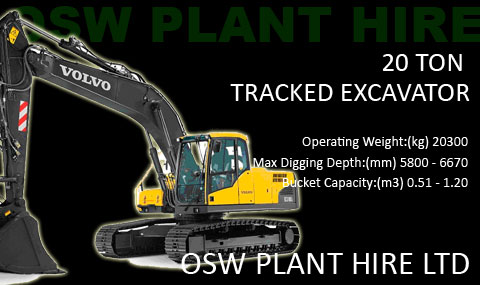 OSW PLANT HIRE
VOLVO
20 TON
TRACKED EXCAVATOR
Operating Weight:(kg) 20300
Max Digging Depth:(mm) 5800 - 6670
Bucket Capacity:(m3) 0.51 - 1.20
OSW PLANT HIRE LTD